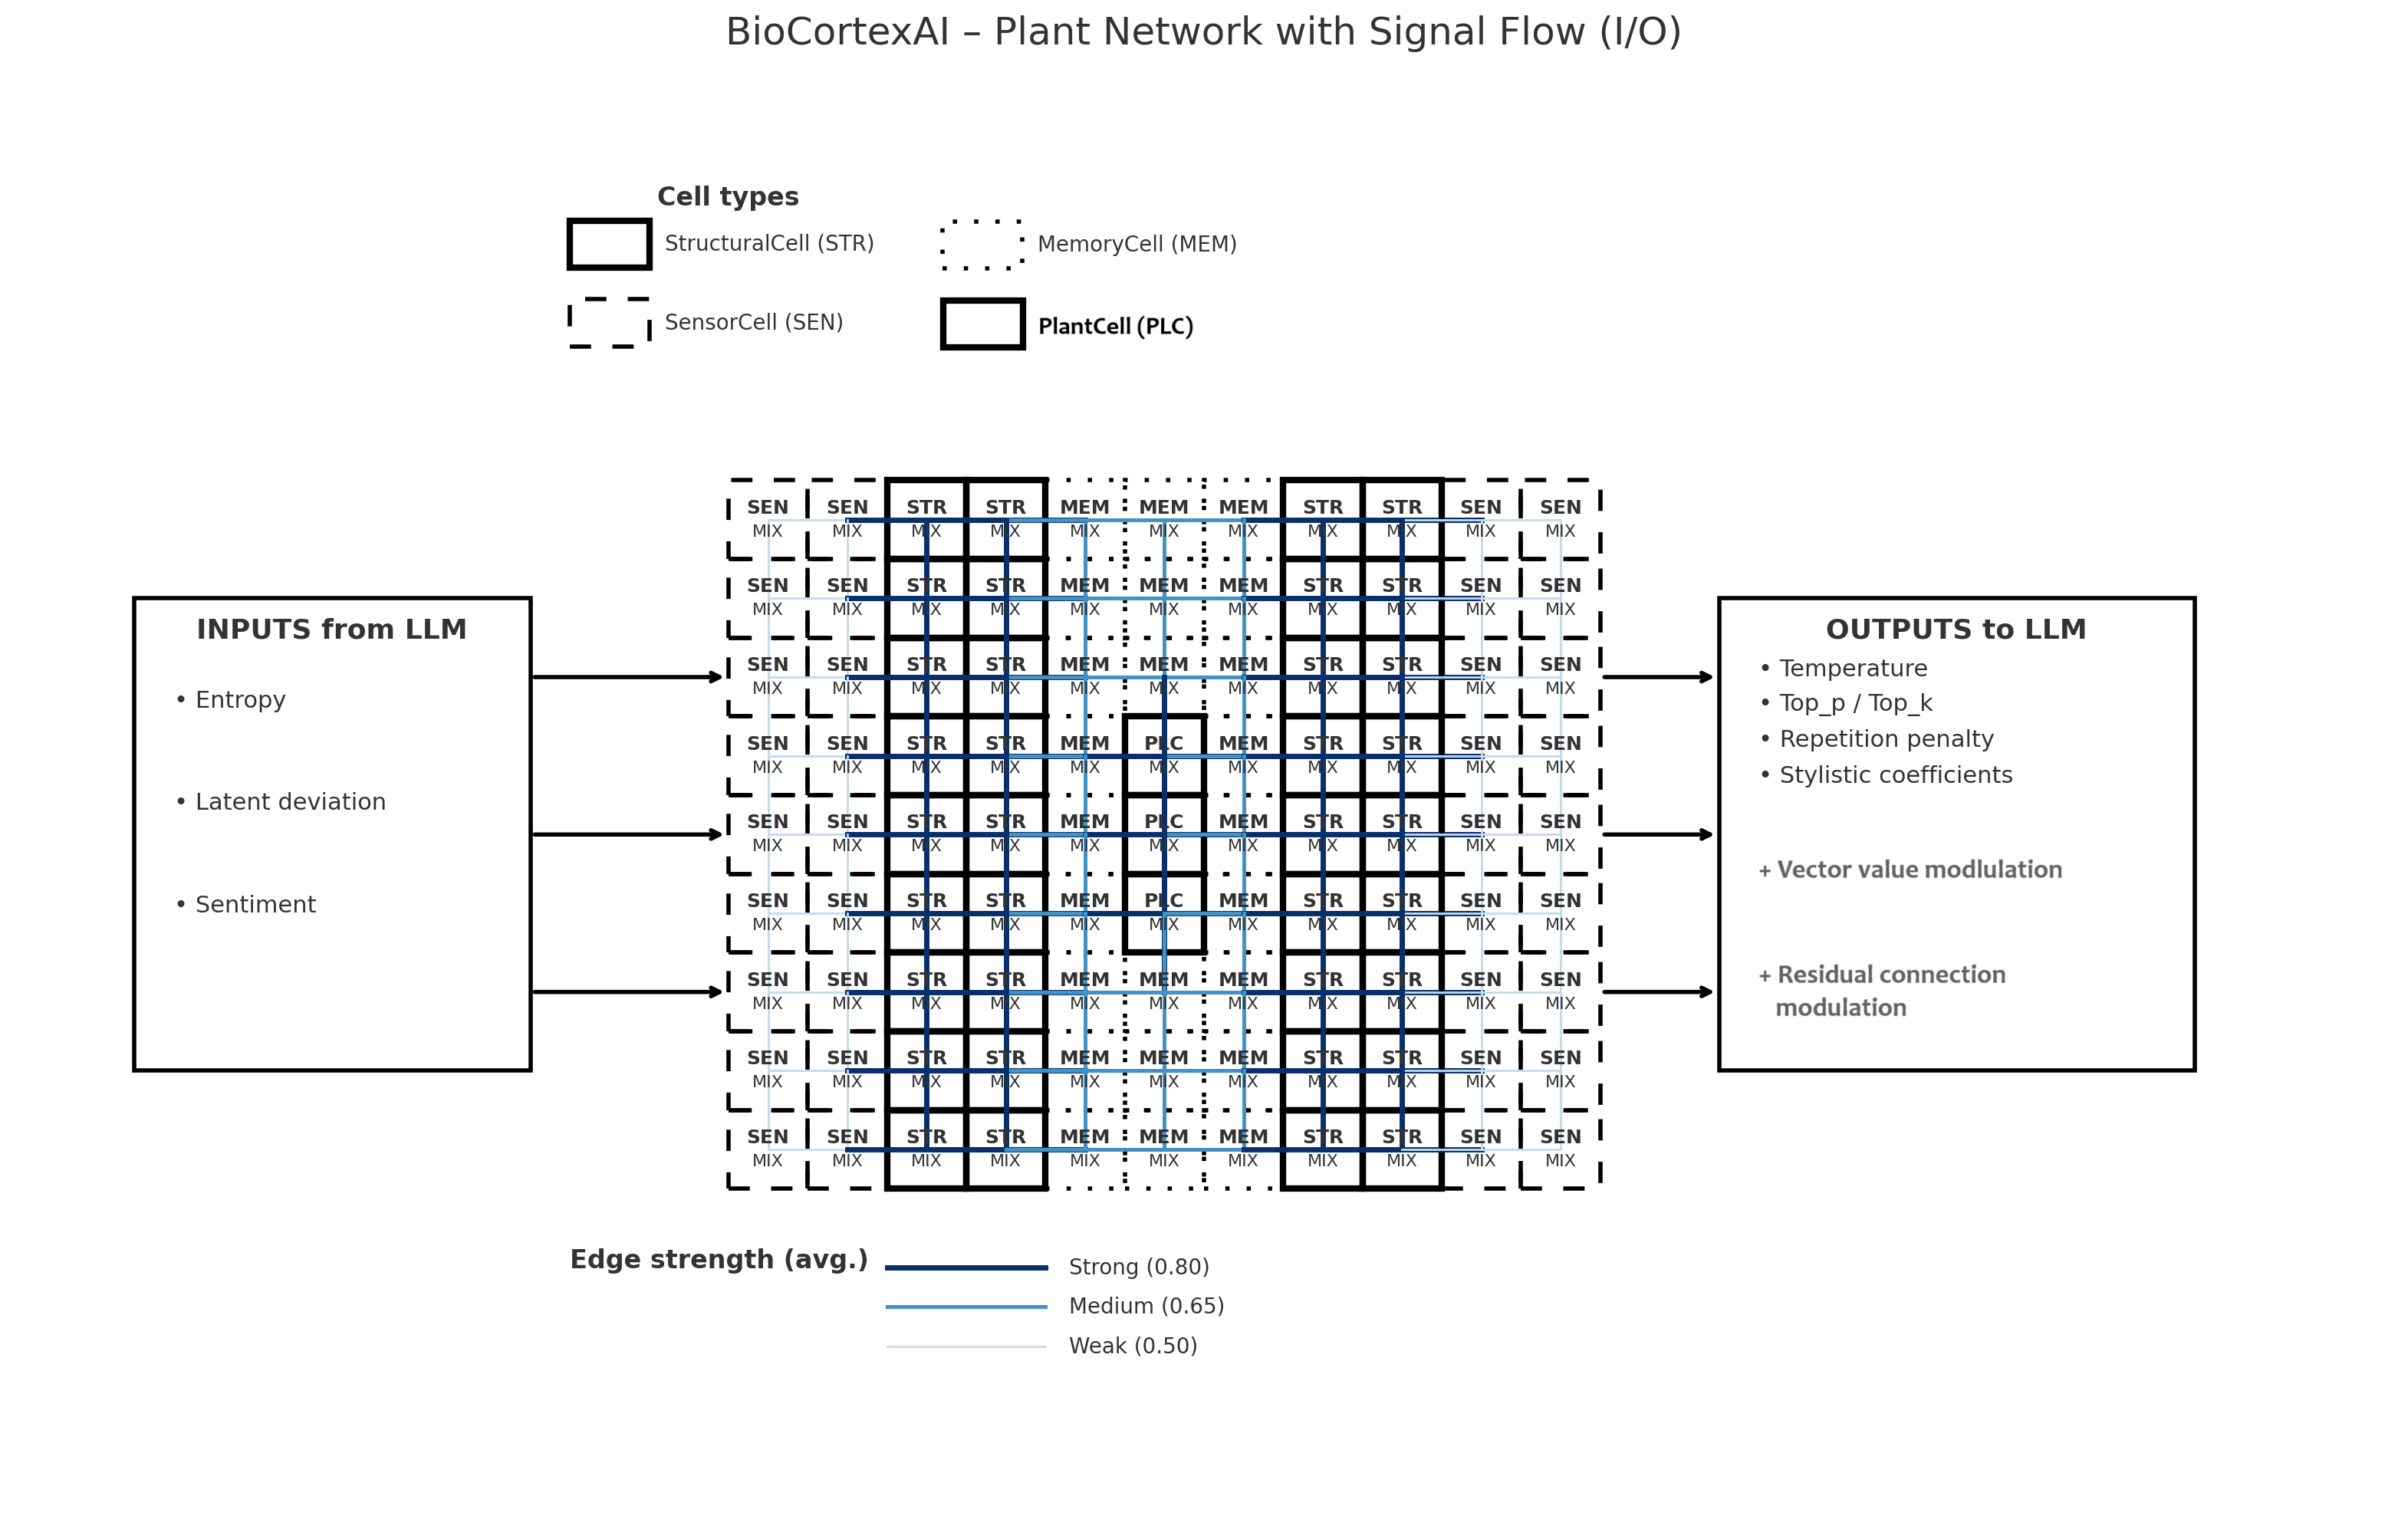 BioCortexAI – Plant Network with Signal Flow (I/O)
Cell types
StructuralCell (STR)
MemoryCell (MEM)
SensorCell (SEN)
PlantCell (PLC)
INPUTS from LLM
• Entropy
• Latent deviation
• Sentiment
SEN SEN STR STR MEM MEM MEM STR STR SEN SEN
MIX MIX MIX MIX MIX MIX MIX MIX MIX MIX MIX
SEN SEN STR STR MEM MEM MEM STR STR SEN SEN
MIX MIX MIX MIX MIX MIX MIX MIX MIX MIX MIX
SEN SEN STR STR MEM MEM MEM STR STR SEN SEN
MIX MIX MIX MIX MIX MIX MIX MIX MIX MIX MIX
SEN SEN STR STR MEM PLC MEM STR STR SEN SEN
MIX MIX MIX MIX MIX MIX MIX MIX MIX MIX MIX
SEN SEN STR STR MEM PLC MEM STR STR SEN SEN
MIX MIX MIX MIX MIX MIX MIX MIX MIX MIX MIX
SEN SEN STR STR MEM PLC MEM STR STR SEN SEN
MIX MIX MIX MIX MIX MIX MIX MIX MIX MIX MIX
SEN SEN STR STR MEM MEM MEM STR STR SEN SEN
MIX MIX MIX MIX MIX MIX MIX MIX MIX MIX MIX
SEN SEN STR STR MEM MEM MEM STR STR SEN SEN
MIX MIX MIX MIX MIX MIX MIX MIX MIX MIX MIX
SEN SEN STR STR MEM MEM MEM STR STR SEN SEN
MIX MIX MIX MIX MIX MIX MIX MIX MIX MIX MIX
OUTPUTS to LLM
• Temperature
• Top_p / Top_k
• Repetition penalty
• Stylistic coefficients
+ Vector value modlulation
+ Residual connection
modulation
Edge strength (avg.)
Strong (0.80)
Medium (0.65)
Weak (0.50)